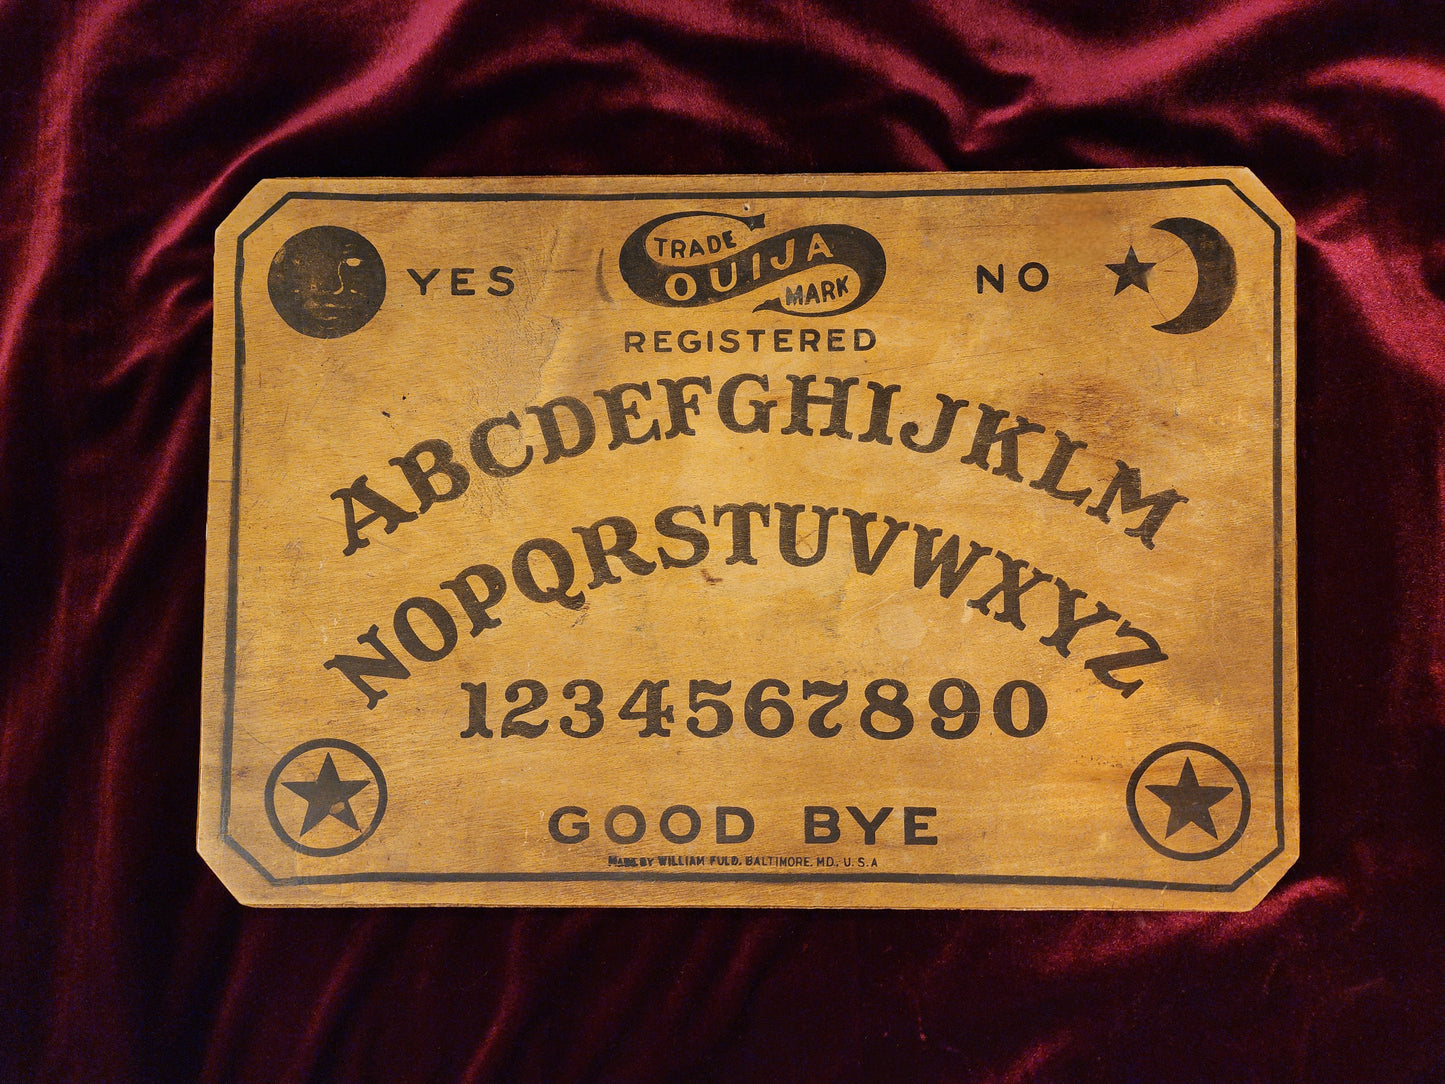 YES
TRADE
OUIJA
MARK
NO
REGISTERED
ABCDEFGHIJKLM
NOPQRSTUVWXYZ
1234567890
GOOD BYE
MADE BY WILLIAM FULD, BALTIMORE, MD., U.S.A